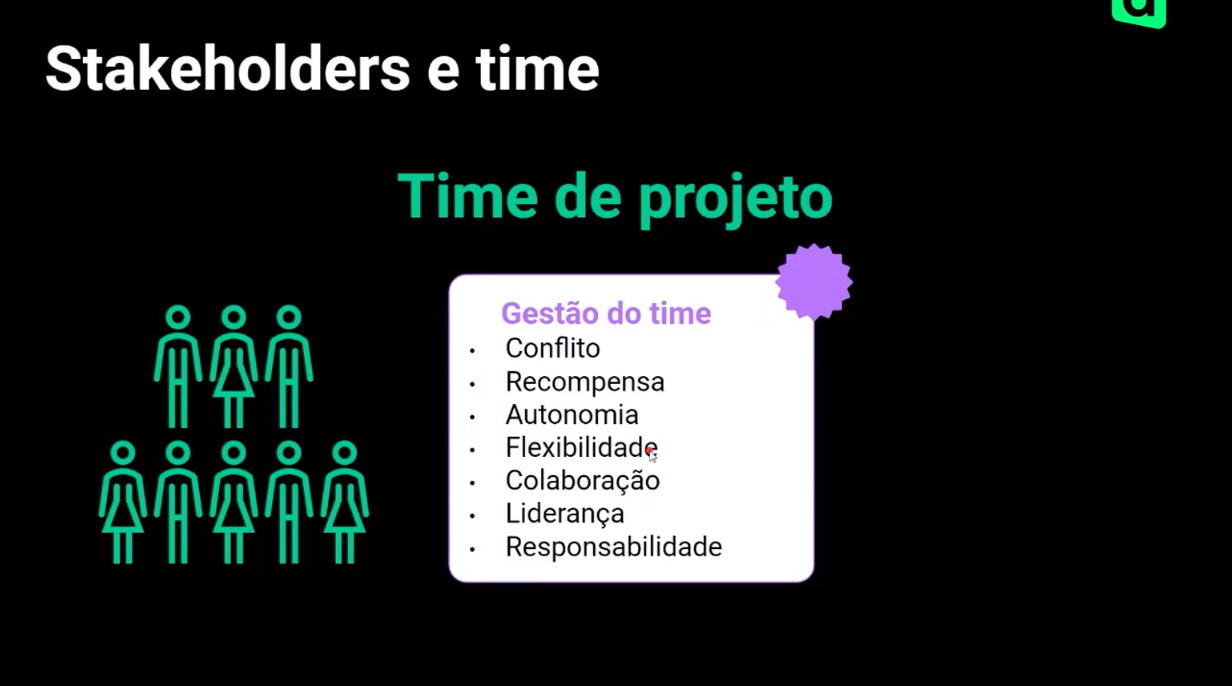 Stakeholders e time
Time de projeto
Gestão do time
• Conflito
• Recompensa
• Autonomia
• Flexibilidade
• Colaboração
• Liderança
• Responsabilidade